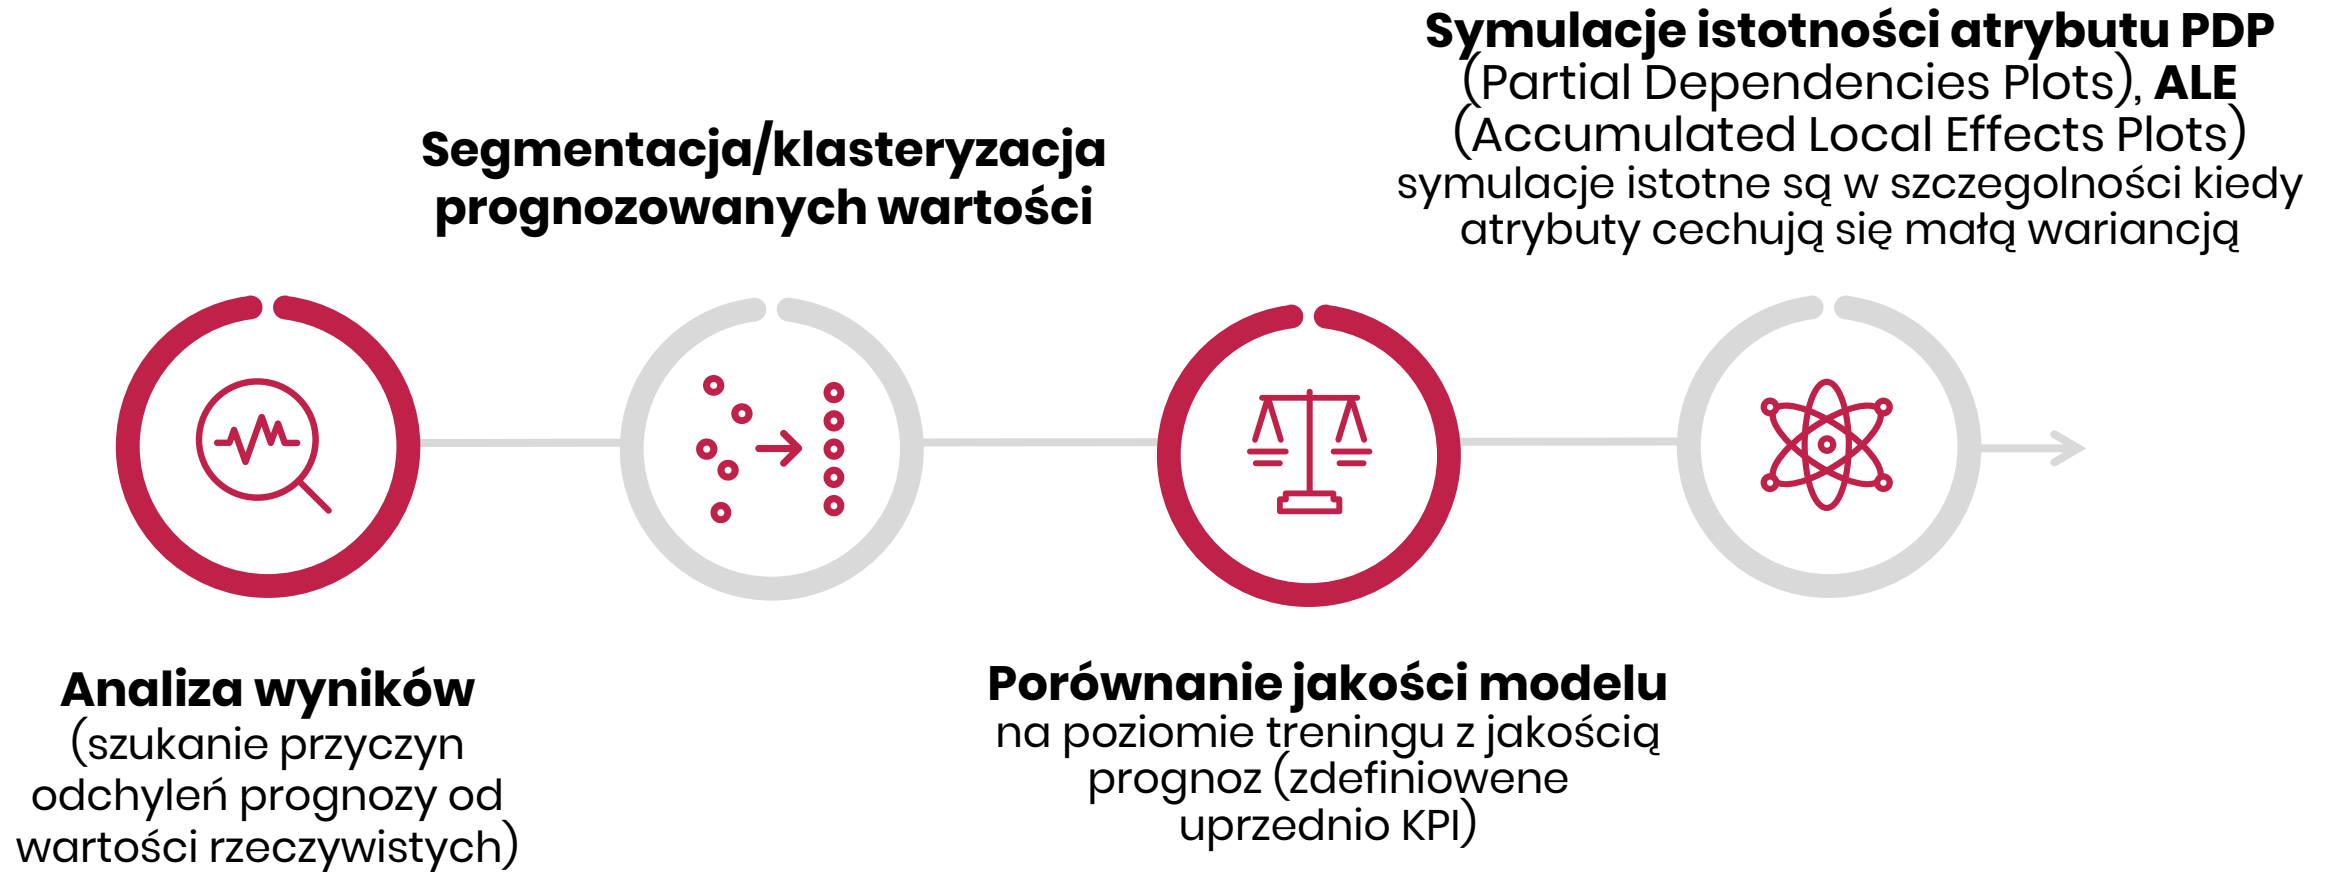 Analiza wyników
(szukanie przyczyn
odchyleń prognozy od
wartości rzeczywistych)
Segmentacja/klasteryzacja
prognozowanych wartości
Porównanie jakości modelu
na poziomie treningu z jakością
prognoz (zdefiniowene
uprzednio KPI)
Symulacje istotności atrybutu PDP
(Partial Dependencies Plots), ALE
(Accumulated Local Effects Plots)
symulacje istotne są w szczegolności kiedy
atrybuty cechują się małą wariancją